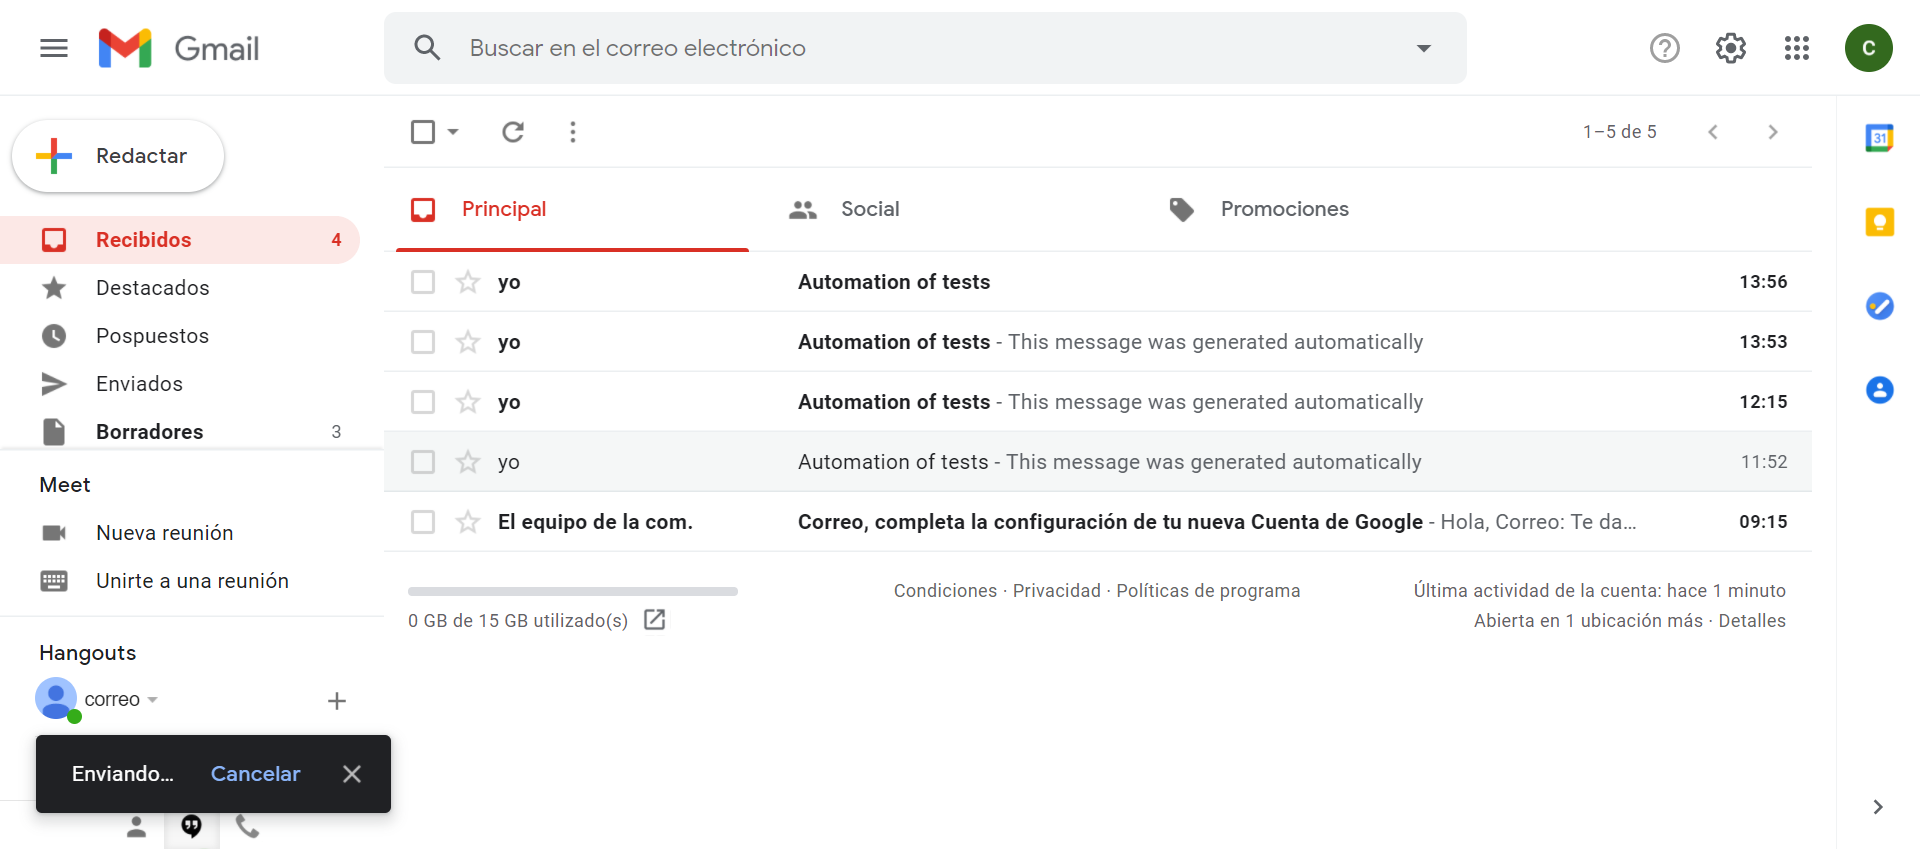 Gmail
Buscar en el correo electrónico
C
Redactar
1–5 de 5
31
Principal
Social
Promociones
Recibidos 4
Destacados
Pospuestos
Enviados
Borradores 3
yo Automation of tests 13:56
yo Automation of tests - This message was generated automatically 13:53
yo Automation of tests - This message was generated automatically 12:15
yo Automation of tests - This message was generated automatically 11:52
El equipo de la com. Correo, completa la configuración de tu nueva Cuenta de Google - Hola, Correo: Te da... 09:15
Meet
Nueva reunión
Unirte a una reunión
Hangouts
correo
Enviando... Cancelar
0 GB de 15 GB utilizado(s)
Condiciones · Privacidad · Políticas de programa
Última actividad de la cuenta: hace 1 minuto
Abierta en 1 ubicación más · Detalles